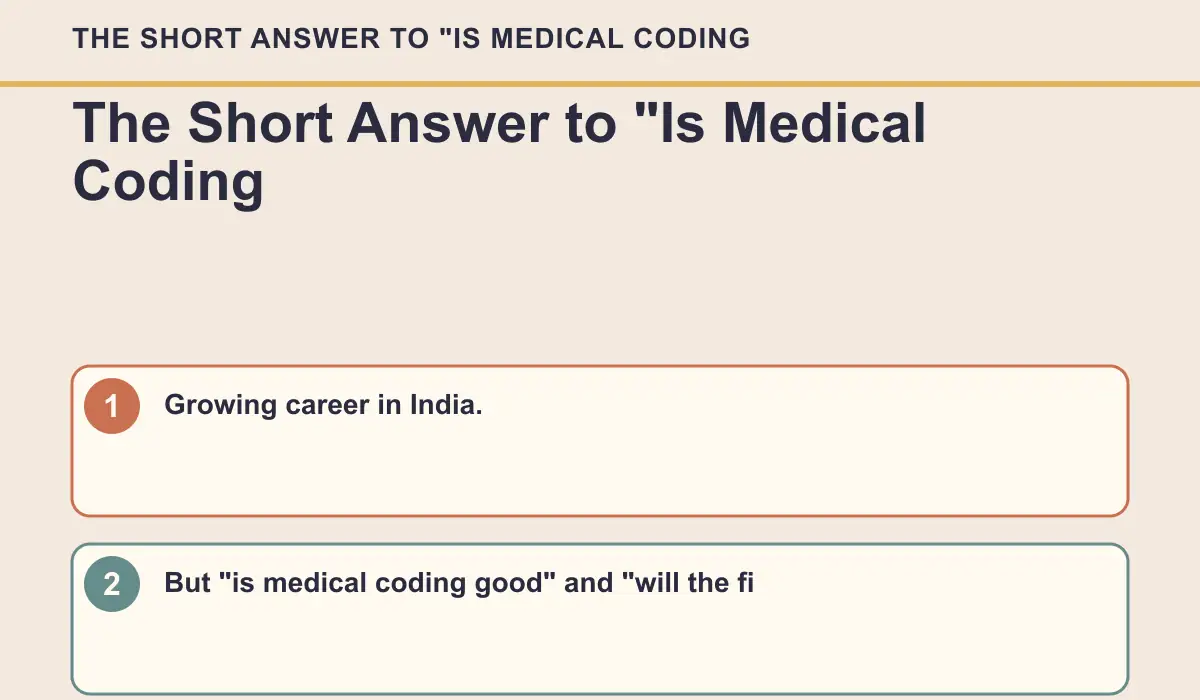 THE SHORT ANSWER TO "IS MEDICAL CODING
The Short Answer to "Is Medical
Coding
1
Growing career in India.
2
But "is medical coding good" and "will the fi